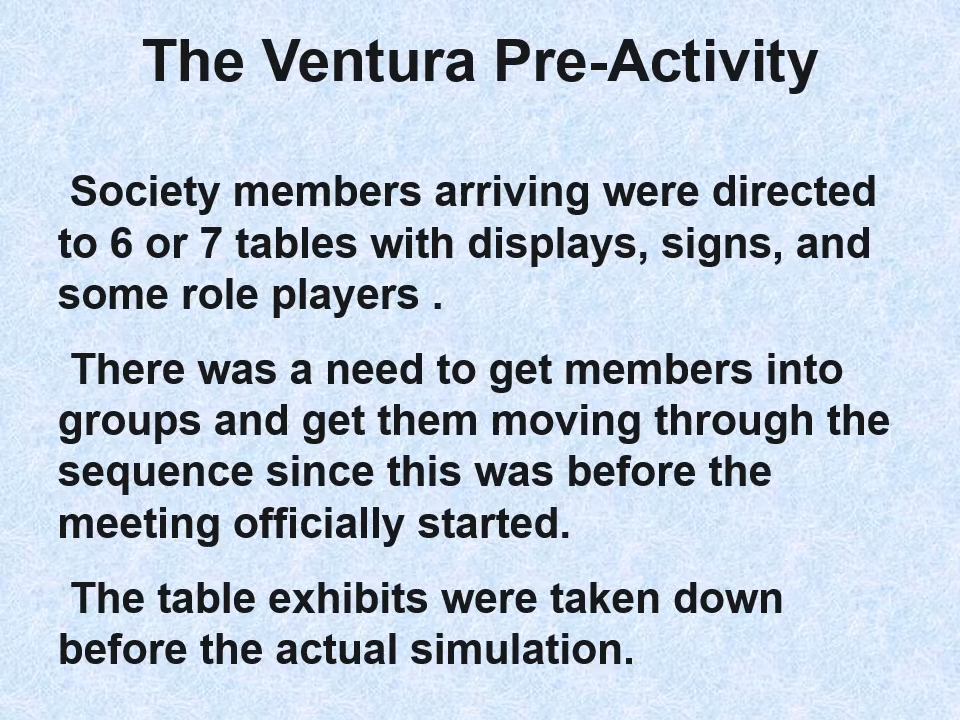 The Ventura Pre-Activity
Society members arriving were directed
to 6 or 7 tables with displays, signs, and
some role players .
There was a need to get members into
groups and get them moving through the
sequence since this was before the
meeting officially started.
The table exhibits were taken down
before the actual simulation.